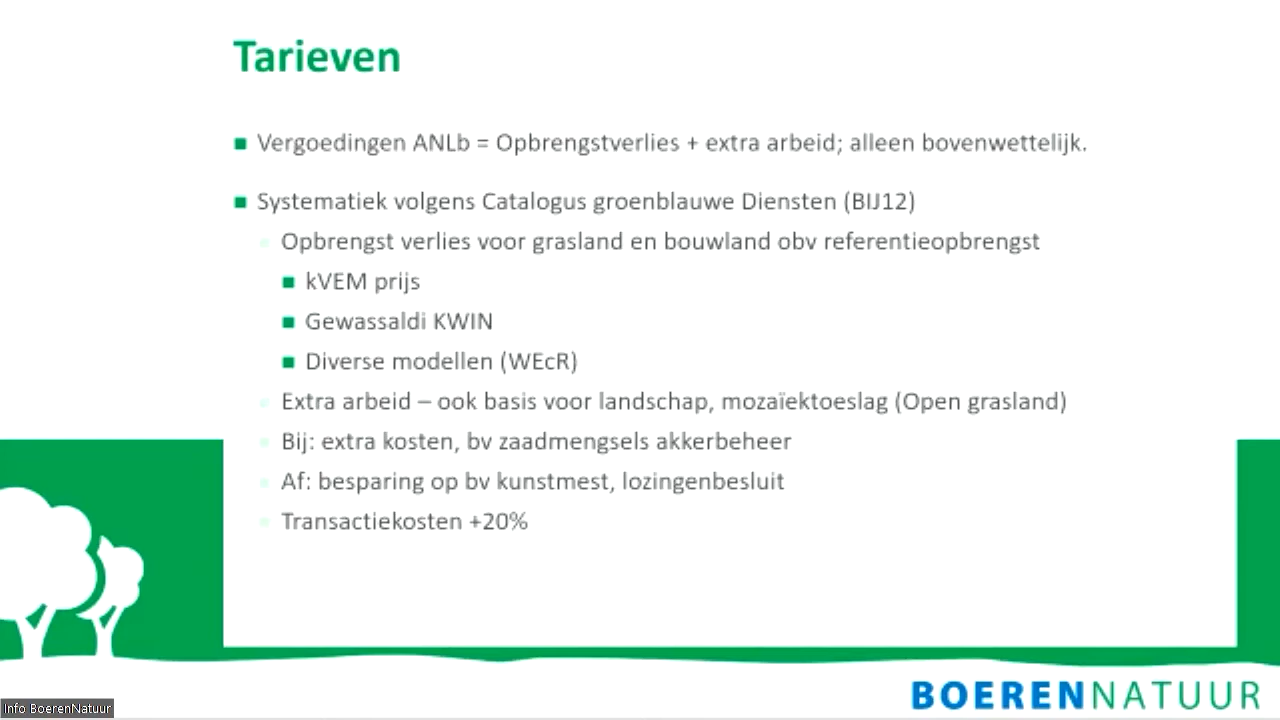 Tarieven
Vergoedingen ANLb = Opbrengstverlies + extra arbeid; alleen bovenwettelijk.
Systematiek volgens Catalogus groenblauwe Diensten (BIJ12)
Opbrengst verlies voor grasland en bouwland obv referentieopbrengst
kVEM prijs
Gewassaldi KWIN
Diverse modellen (WEcR)
Extra arbeid – ook basis voor landschap, mozaïektoeslag (Open grasland)
Bij: extra kosten, bv zaadmengsels akkerbeheer
Af: besparing op bv kunstmest, lozingenbesluit
Transactiekosten +20%
BOERENNATUUR
Info BoerenNatuur